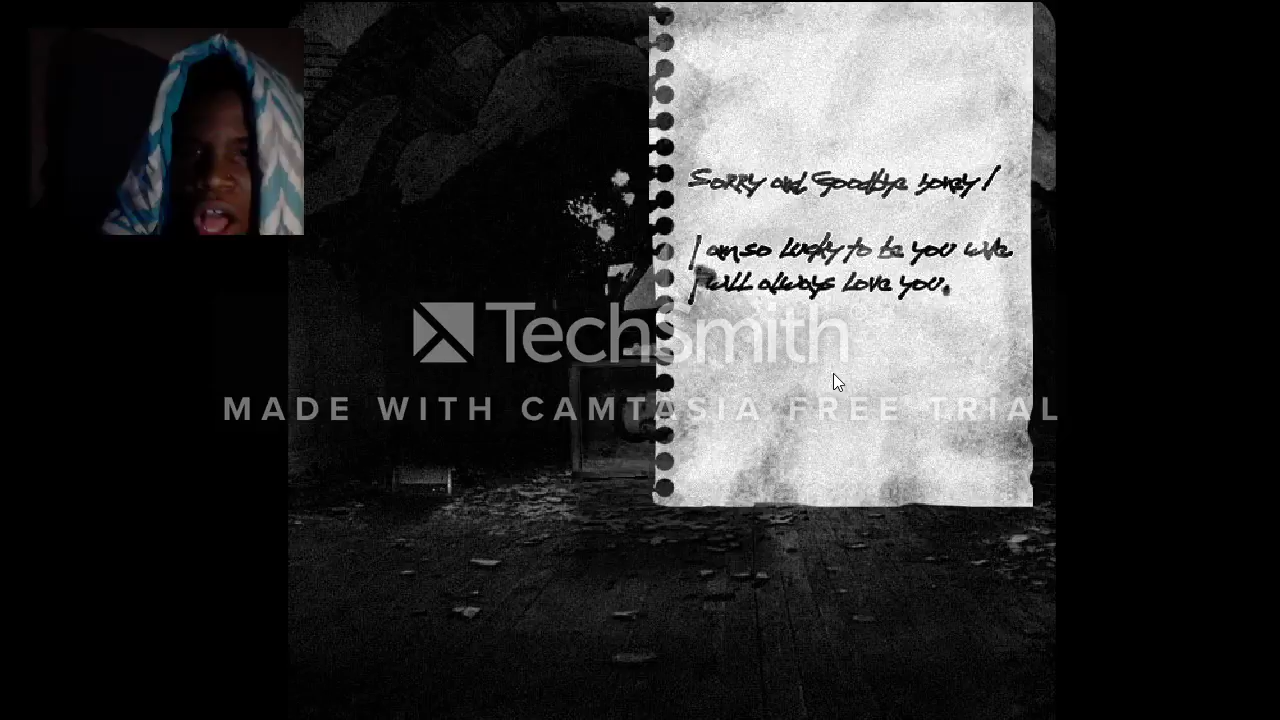 Sorry and Goodbye honey!
I am so lucky to be you wife
I will always love you.
TechSmith
MADE WITH CAMTASIA FREE TRIAL